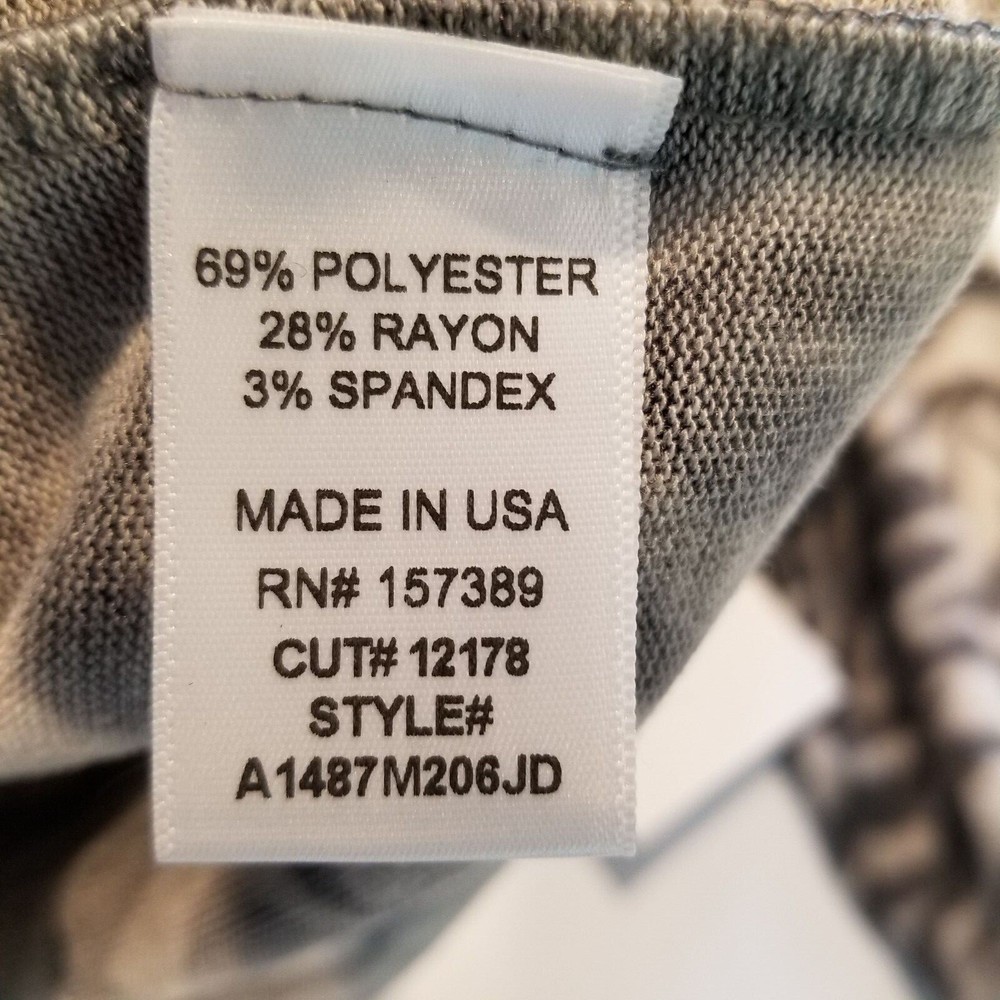 69% POLYESTER
28% RAYON
3% SPANDEX
MADE IN USA
RN# 157389
CUT# 12178
STYLE#
A1487M206JD